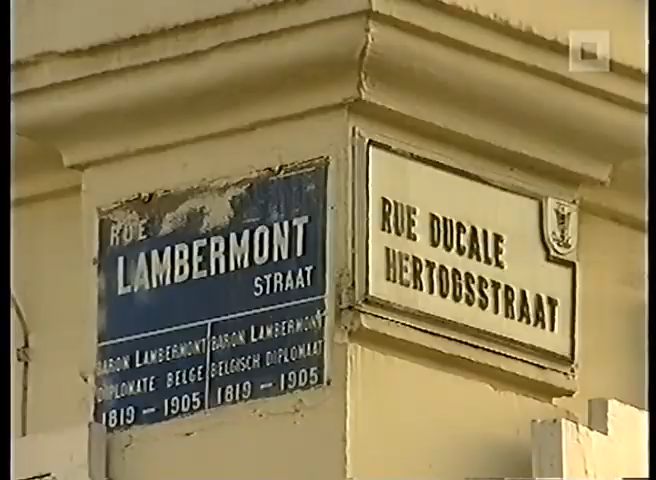 RUE
LAMBERMONT
STRAAT
BARON LAMBERMONT
DIPLOMATE BELGE
1819 - 1905
BARON LAMBERMONT
BELGISCH DIPLOMAAT
1819 - 1905
RUE DUCALE
HERTOGSSTRAAT